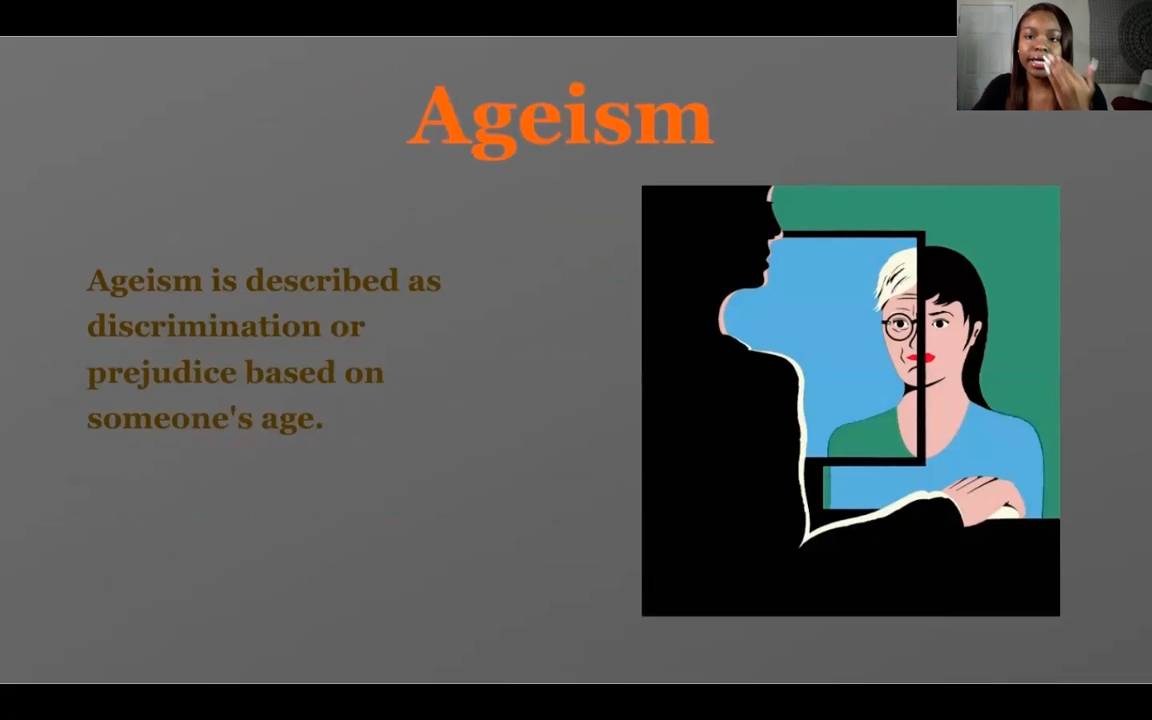 Ageism
Ageism is described as
discrimination or
prejudice based on
someone's age.